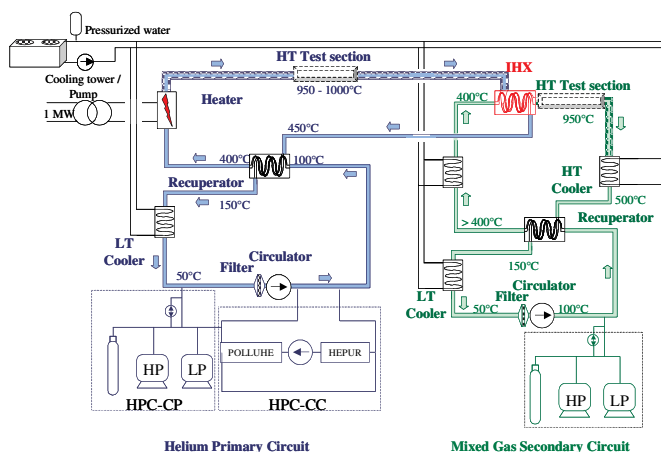 Pressurized water
Cooling tower /
Pump
1 MW
HT Test section
950 - 1000°C
Heater
IHX
HT Test section
950°C
400°C
450°C
400°C
100°C
Recuperator
150°C
HT
Cooler
500°C
Recuperator
> 400°C
150°C
LT
Cooler
50°C
Filter
Circulator
LT
Cooler
50°C
Filter
Circulator
100°C
HP
LP
POLLUHE
HEPUR
HPC-CP
HPC-CC
HP
LP
Helium Primary Circuit
Mixed Gas Secondary Circuit